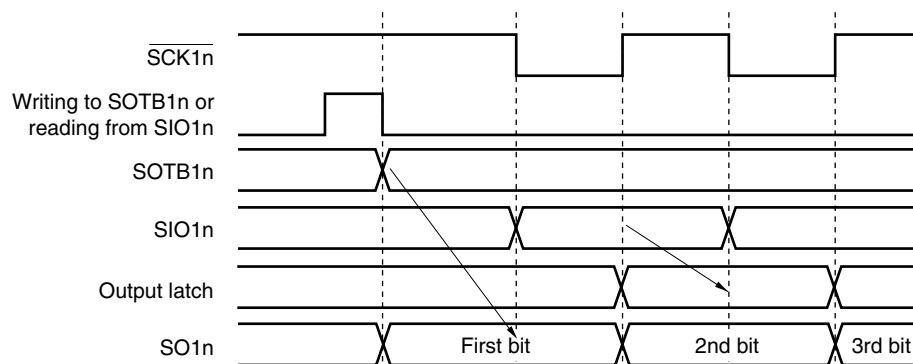 SCK1n
Writing to SOTB1n or
reading from SIO1n
SOTB1n
SIO1n
Output latch
SO1n
First bit
2nd bit
3rd bit